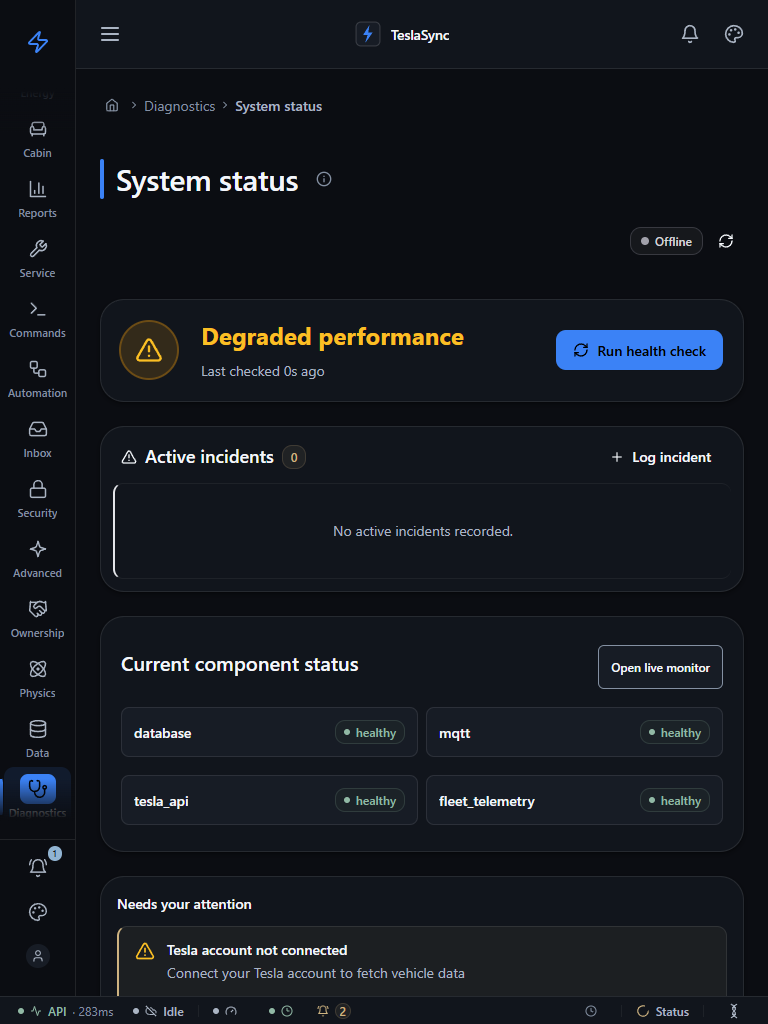 TeslaSync
Energy
Cabin
Reports
Service
Commands
Automation
Inbox
Security
Advanced
Ownership
Physics
Data
Diagnostics
1
Diagnostics
System status
System status
Offline
Degraded performance
Last checked 0s ago
Run health check
Active incidents 0
Log incident
No active incidents recorded.
Current component status
Open live monitor
database healthy
mqtt healthy
tesla_api healthy
fleet_telemetry healthy
Needs your attention
Tesla account not connected
Connect your Tesla account to fetch vehicle data
API · 283ms
Idle
2
Status